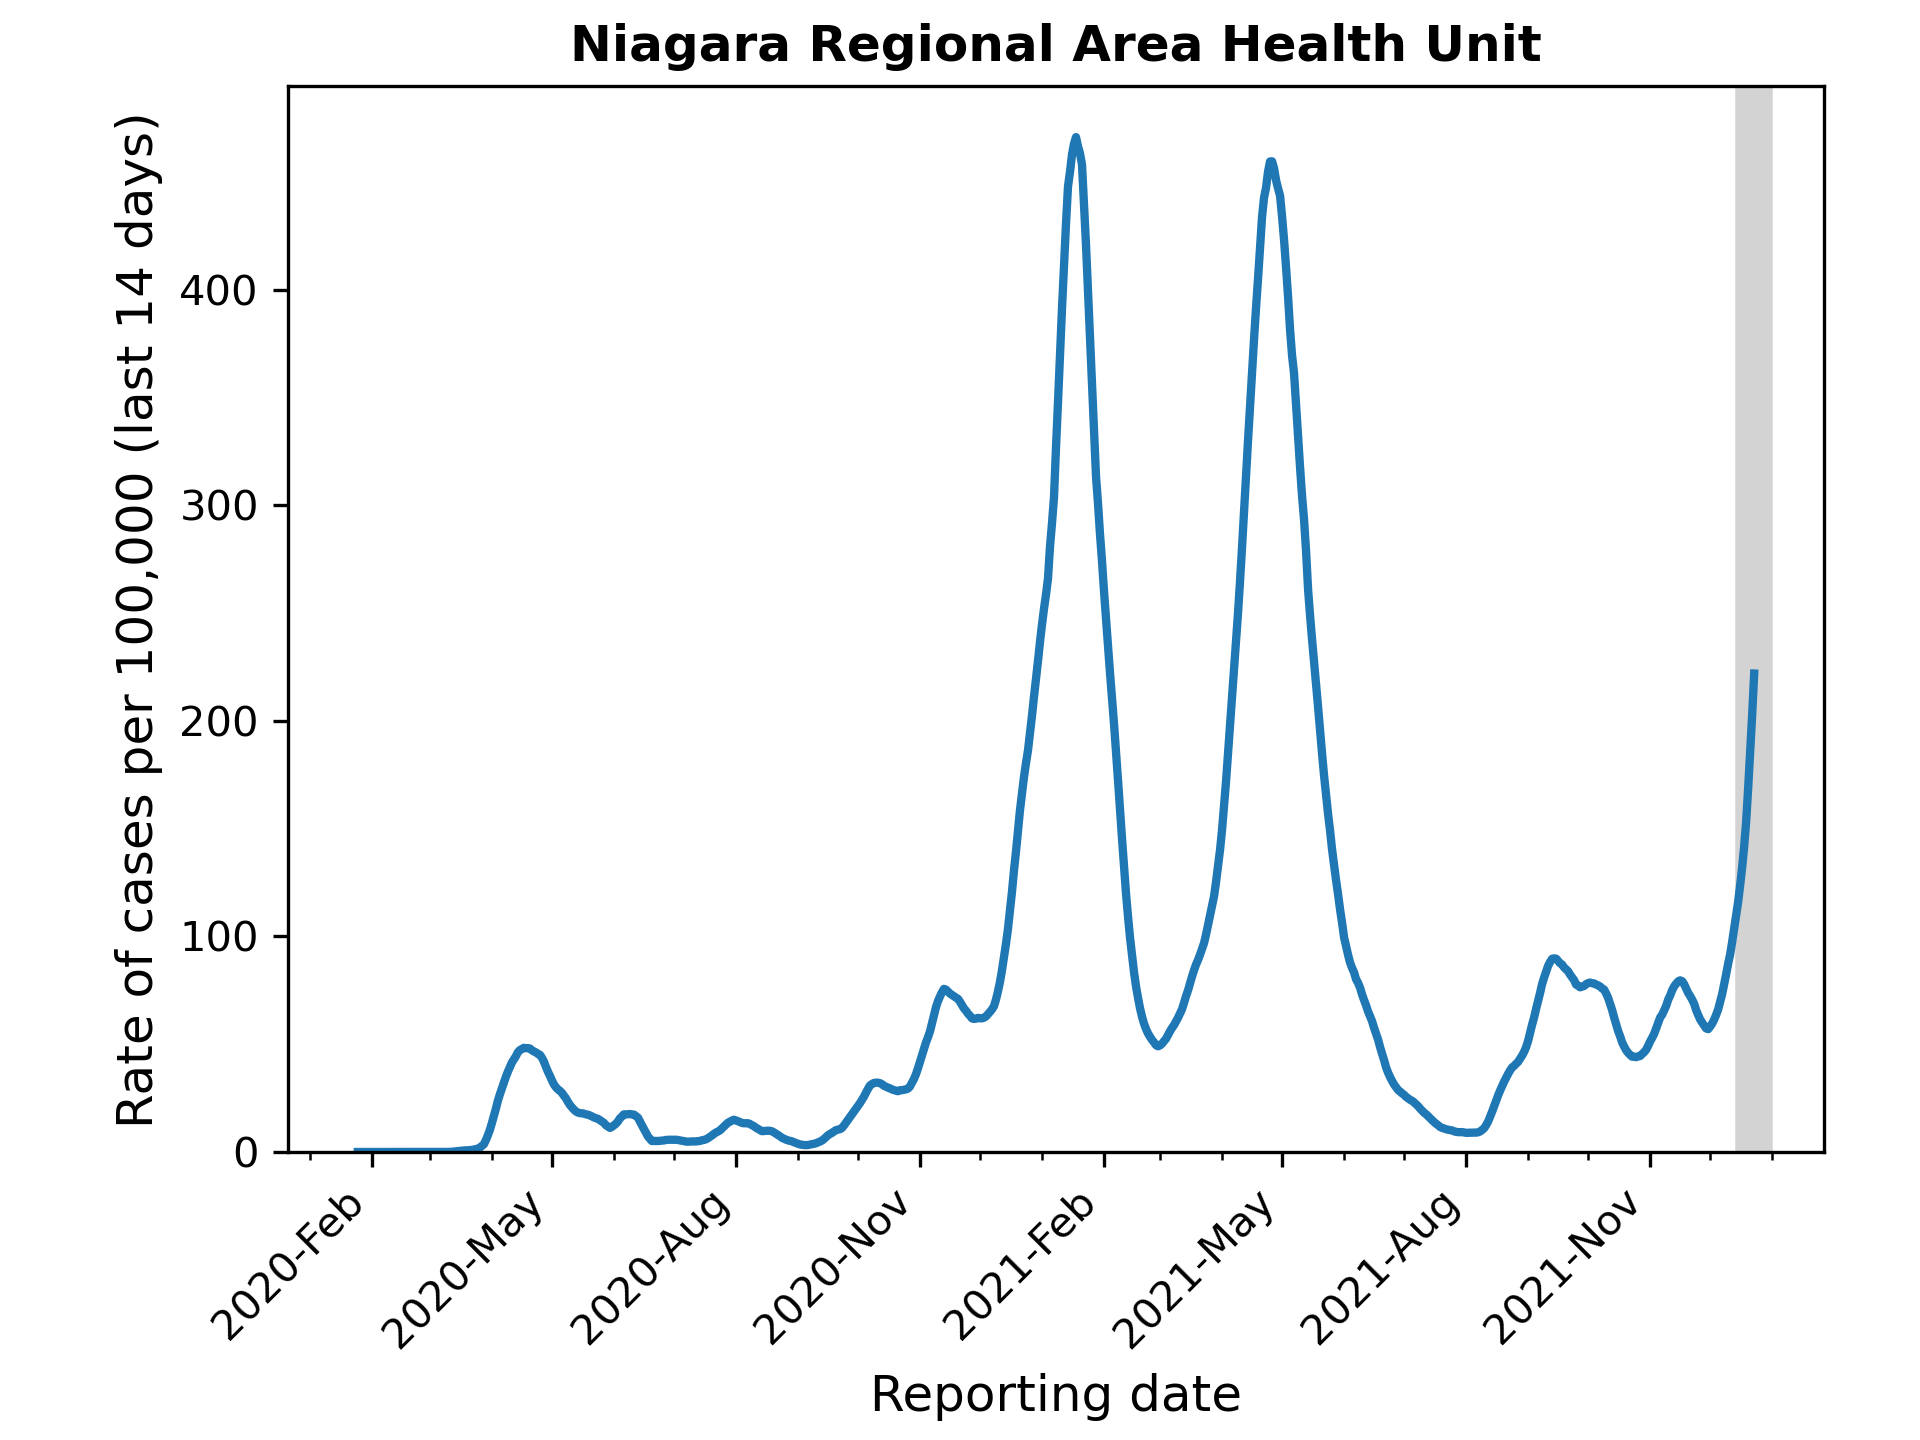 Niagara Regional Area Health Unit
Rate of cases per 100,000 (last 14 days)
400
300
200
100
0
2020-Feb
2020-May
2020-Aug
2020-Nov
2021-Feb
2021-May
2021-Aug
2021-Nov
Reporting date